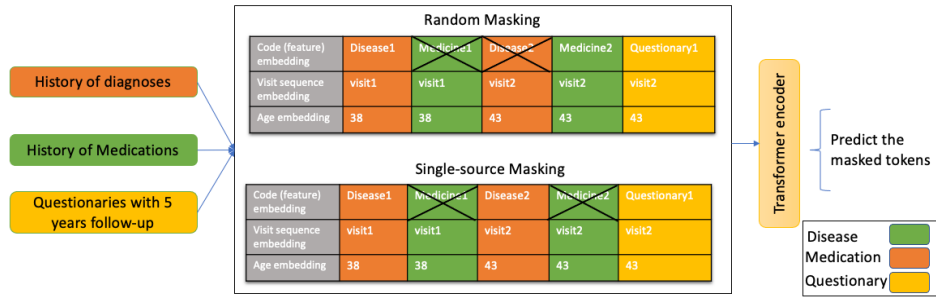 Random Masking
Code (feature) embedding Disease1 Medicine1 Disease2 Medicine2 Questionary1
Visit sequence embedding visit1 visit1 visit2 visit2 visit2
Age embedding 38 38 43 43 43
History of diagnoses
History of Medications
Questionaries with 5
years follow-up
Single-source Masking
Code (feature) embedding Disease1 Medicine1 Disease2 Medicine2 Questionary1
Visit sequence embedding visit1 visit1 visit2 visit2 visit2
Age embedding 38 38 43 43 43
Transformer encoder
Predict the
masked tokens
Disease
Medication
Questionary